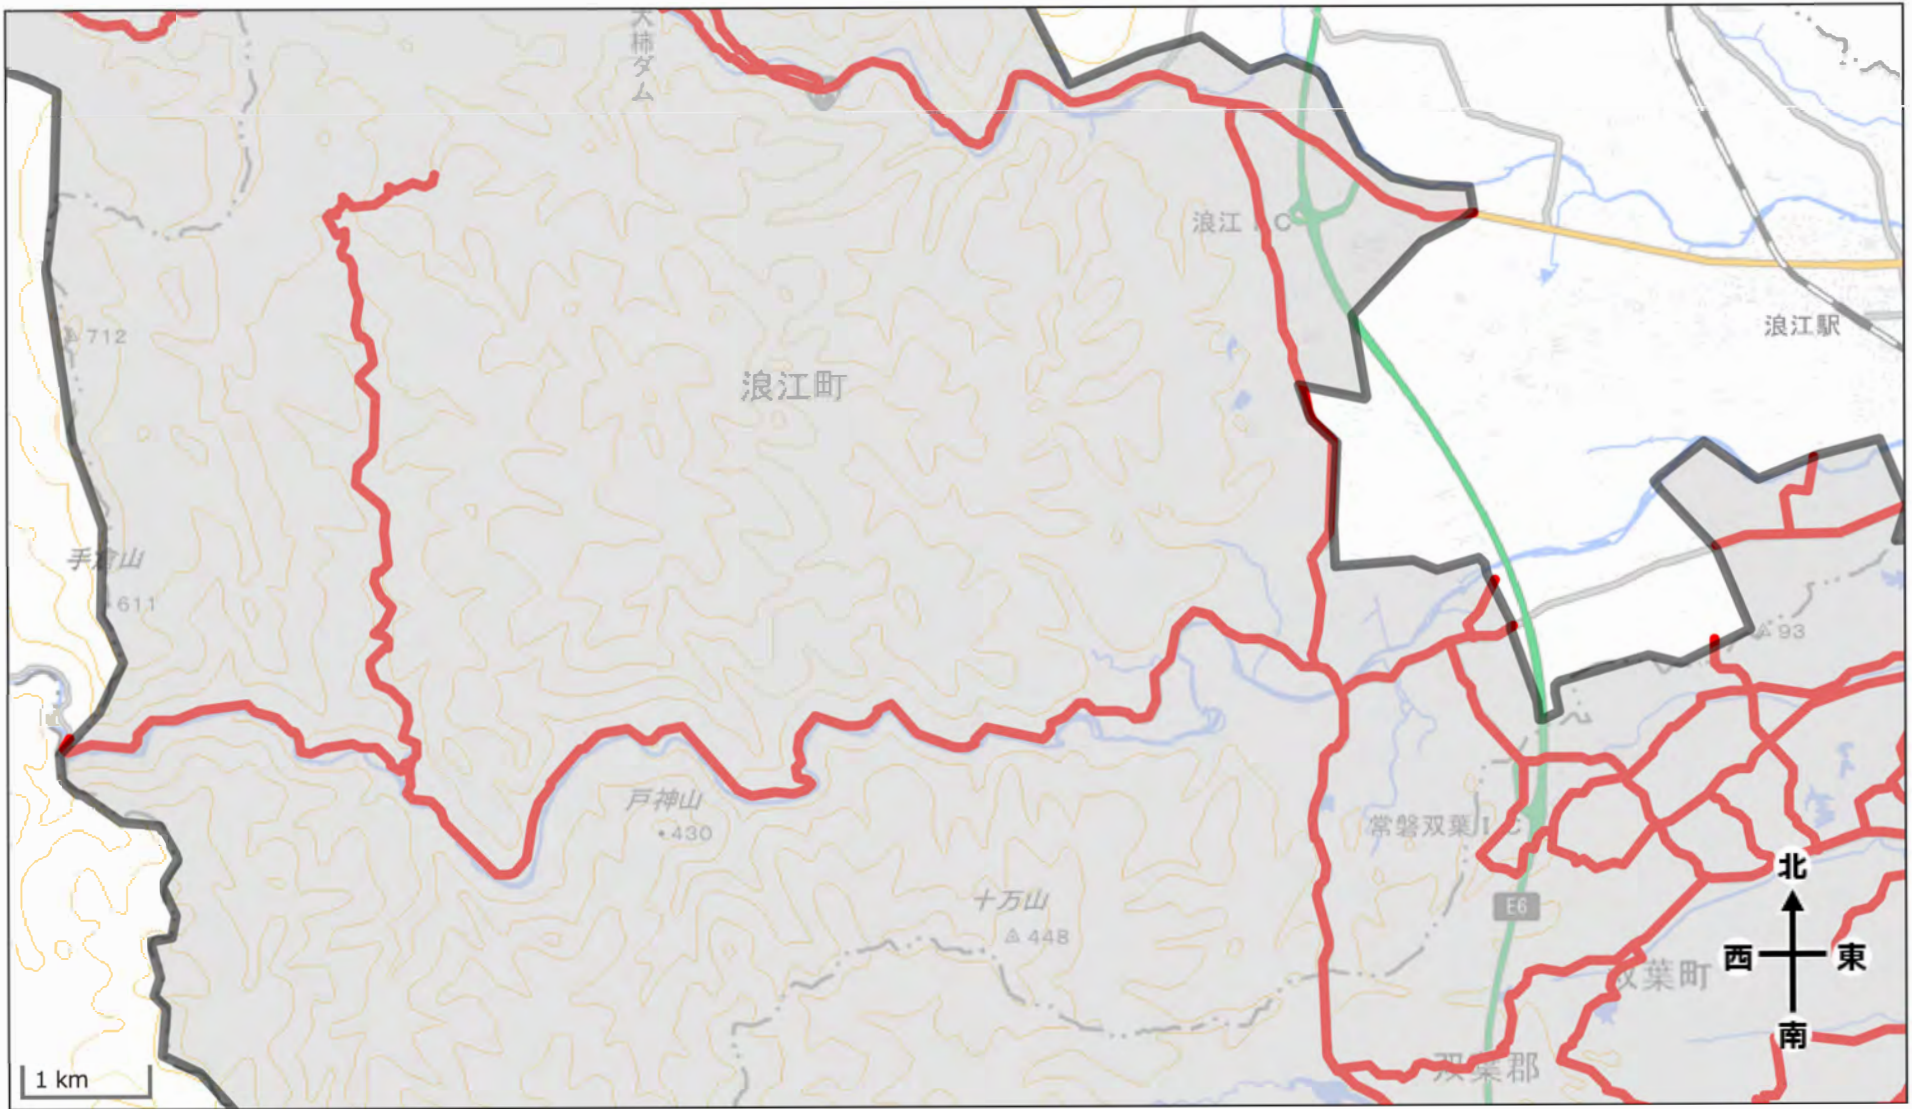 大柿ダム
浪江IC
712
浪江駅
浪江町
手倉山
611
93
戸神山
430
常磐双葉IC
北
十万山
E6
448
西
東
双葉町
南
双葉郡
1 km